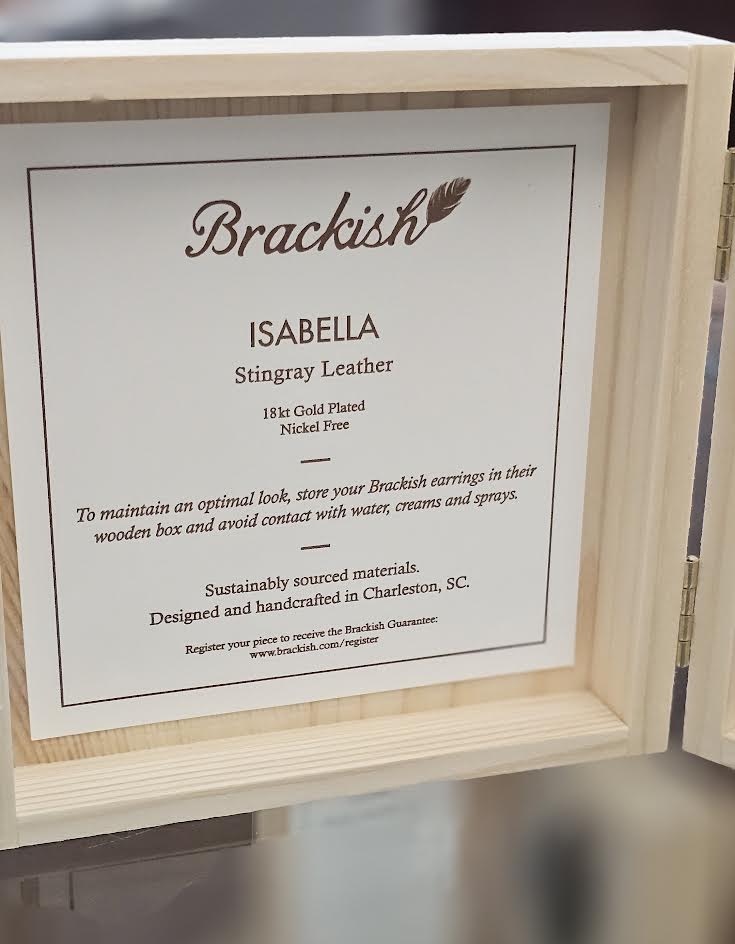 Brackish
ISABELLA
Stingray Leather
18kt Gold Plated
Nickel Free
To maintain an optimal look, store your Brackish earrings in their
wooden box and avoid contact with water, creams and sprays.
Sustainably sourced materials.
Designed and handcrafted in Charleston, SC.
Register your piece to receive the Brackish Guarantee:
www.brackish.com/register